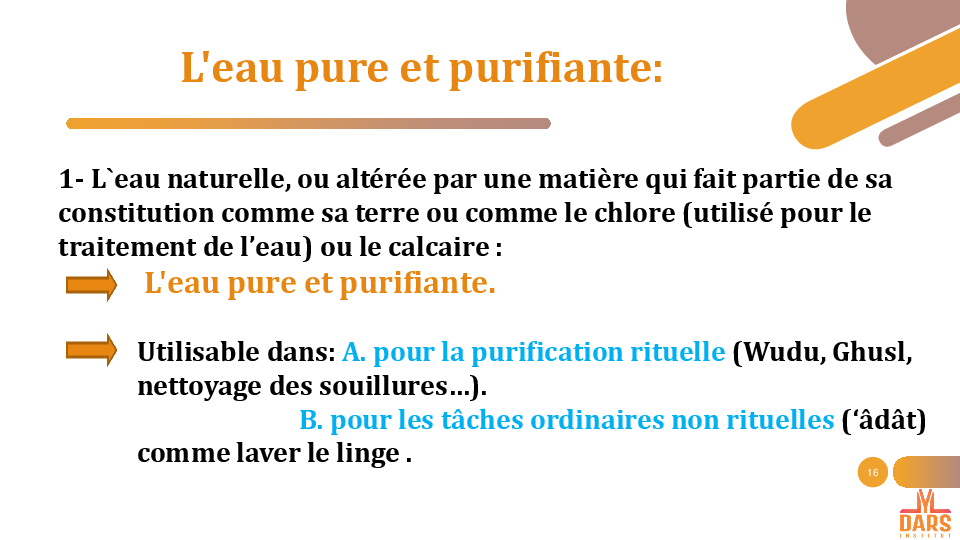 L'eau pure et purifiante:
1- L`eau naturelle, ou altérée par une matière qui fait partie de sa
constitution comme sa terre ou comme le chlore (utilisé pour le
traitement de l’eau) ou le calcaire :
L'eau pure et purifiante.
Utilisable dans: A. pour la purification rituelle (Wudu, Ghusl,
nettoyage des souillures…).
B. pour les tâches ordinaires non rituelles (‘âdât)
comme laver le linge .
16
DARS
INSTITUT